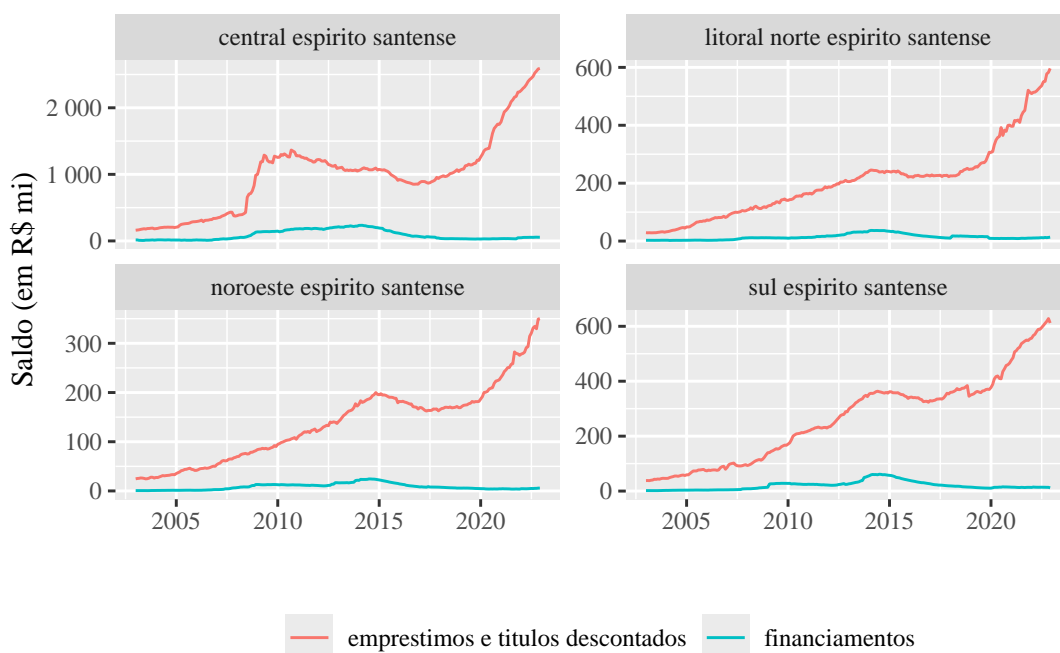 central espirito santense
litoral norte espirito santense
600
2 000
400
1 000
200
0
0
noroeste espirito santense
sul espirito santense
300
600
200
400
100
200
0
0
2005 2010 2015 2020
2005 2010 2015 2020
Saldo (em R$ mi)
emprestimos e titulos descontados
financiamentos